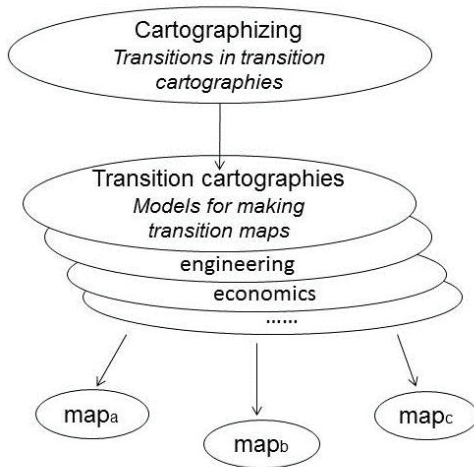 Cartographizing
Transitions in transition
cartographies
Transition cartographies
Models for making
transition maps
engineering
economics
......
mapa
mapb
mapc